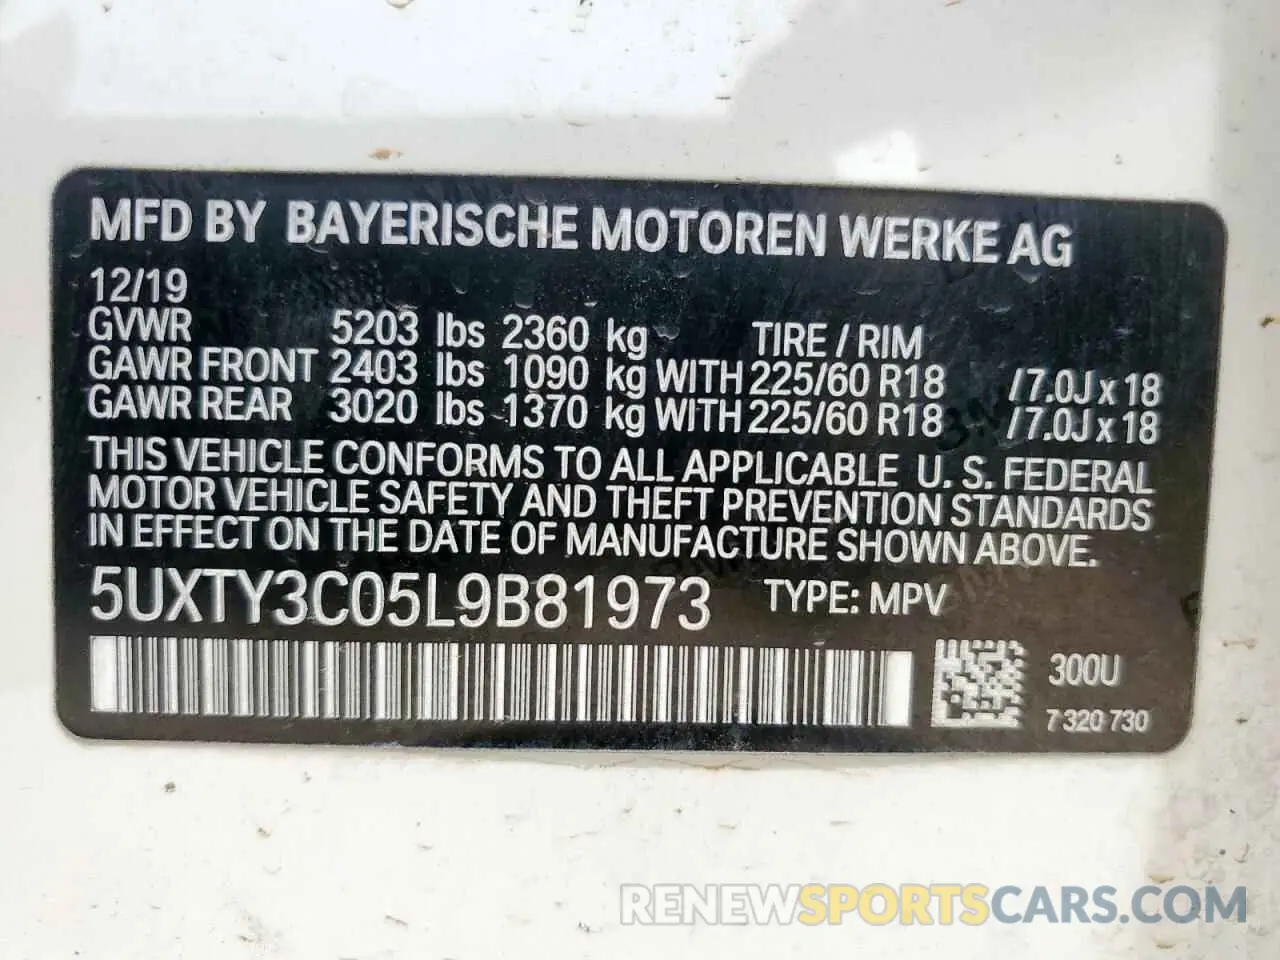 MFD BY BAYERISCHE MOTOREN WERKE AG
12/19
GVWR 5203 lbs 2360 kg TIRE / RIM
GAWR FRONT 2403 lbs 1090 kg WITH 225/60 R18 /7.0J x 18
GAWR REAR 3020 lbs 1370 kg WITH 225/60 R18 /7.0J x 18
THIS VEHICLE CONFORMS TO ALL APPLICABLE U. S. FEDERAL
MOTOR VEHICLE SAFETY AND THEFT PREVENTION STANDARDS
IN EFFECT ON THE DATE OF MANUFACTURE SHOWN ABOVE.
5UXTY3C05L9B81973 TYPE: MPV
300U
7 320 730
RENEWSPORTSCARS.COM